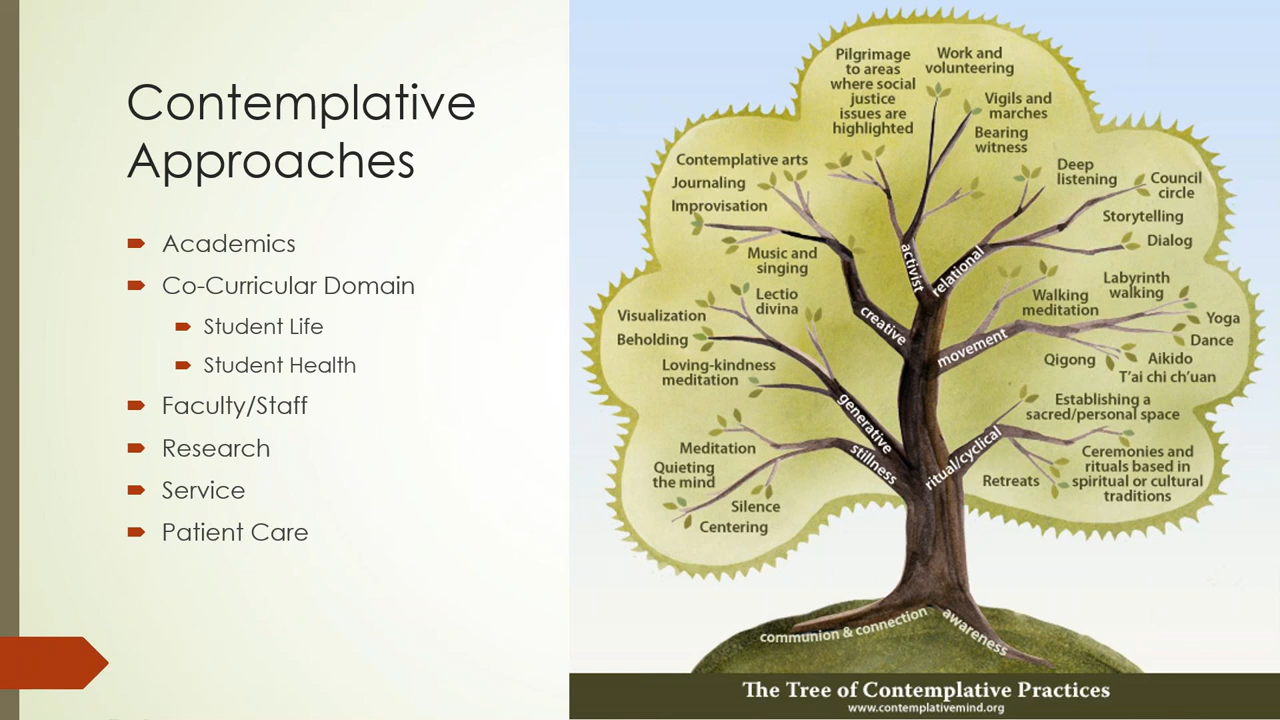 Contemplative
Approaches
Academics
Co-Curricular Domain
Student Life
Student Health
Faculty/Staff
Research
Service
Patient Care
Pilgrimage
to areas
where social
justice
issues are
highlighted
Work and
volunteering
Vigils and
marches
Bearing
witness
Contemplative arts
Journaling
Improvisation
Music and
singing
Deep
listening
Council
circle
Storytelling
Dialog
activist
relational
creative
movement
Lectio
divina
Visualization
Beholding
Loving-kindness
meditation
Walking
meditation
Labyrinth
walking
Yoga
Dance
Qigong
Aikido
T'ai chi ch'uan
generative
stillness
ritual/cyclical
Meditation
Quieting
the mind
Silence
Centering
Establishing a
sacred/personal space
Retreats
Ceremonies and
rituals based in
spiritual or cultural
traditions
communion & connection
awareness
The Tree of Contemplative Practices
www.contemplativemind.org